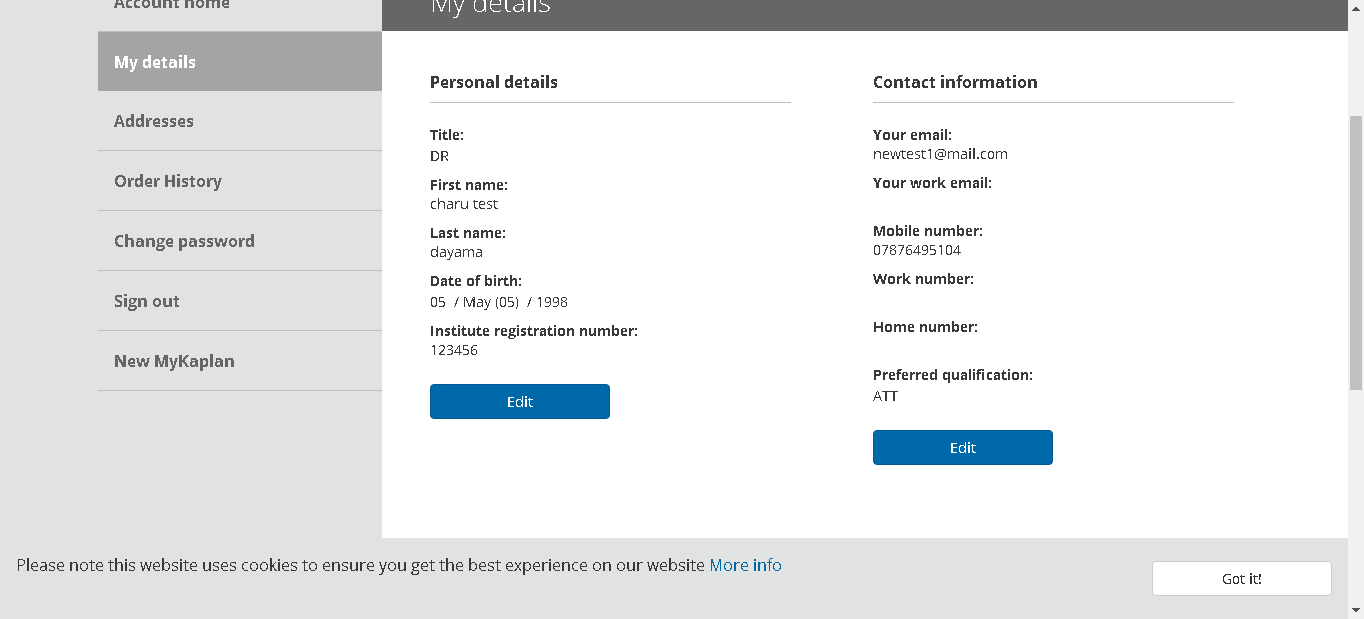 Account home
My details
Addresses
Order History
Change password
Sign out
New MyKaplan
My details
Personal details
Title:
DR
First name:
charu test
Last name:
dayama
Date of birth:
05 / May (05) / 1998
Institute registration number:
123456
Edit
Contact information
Your email:
newtest1@mail.com
Your work email:
Mobile number:
07876495104
Work number:
Home number:
Preferred qualification:
ATT
Edit
Please note this website uses cookies to ensure you get the best experience on our website More info
Got it!